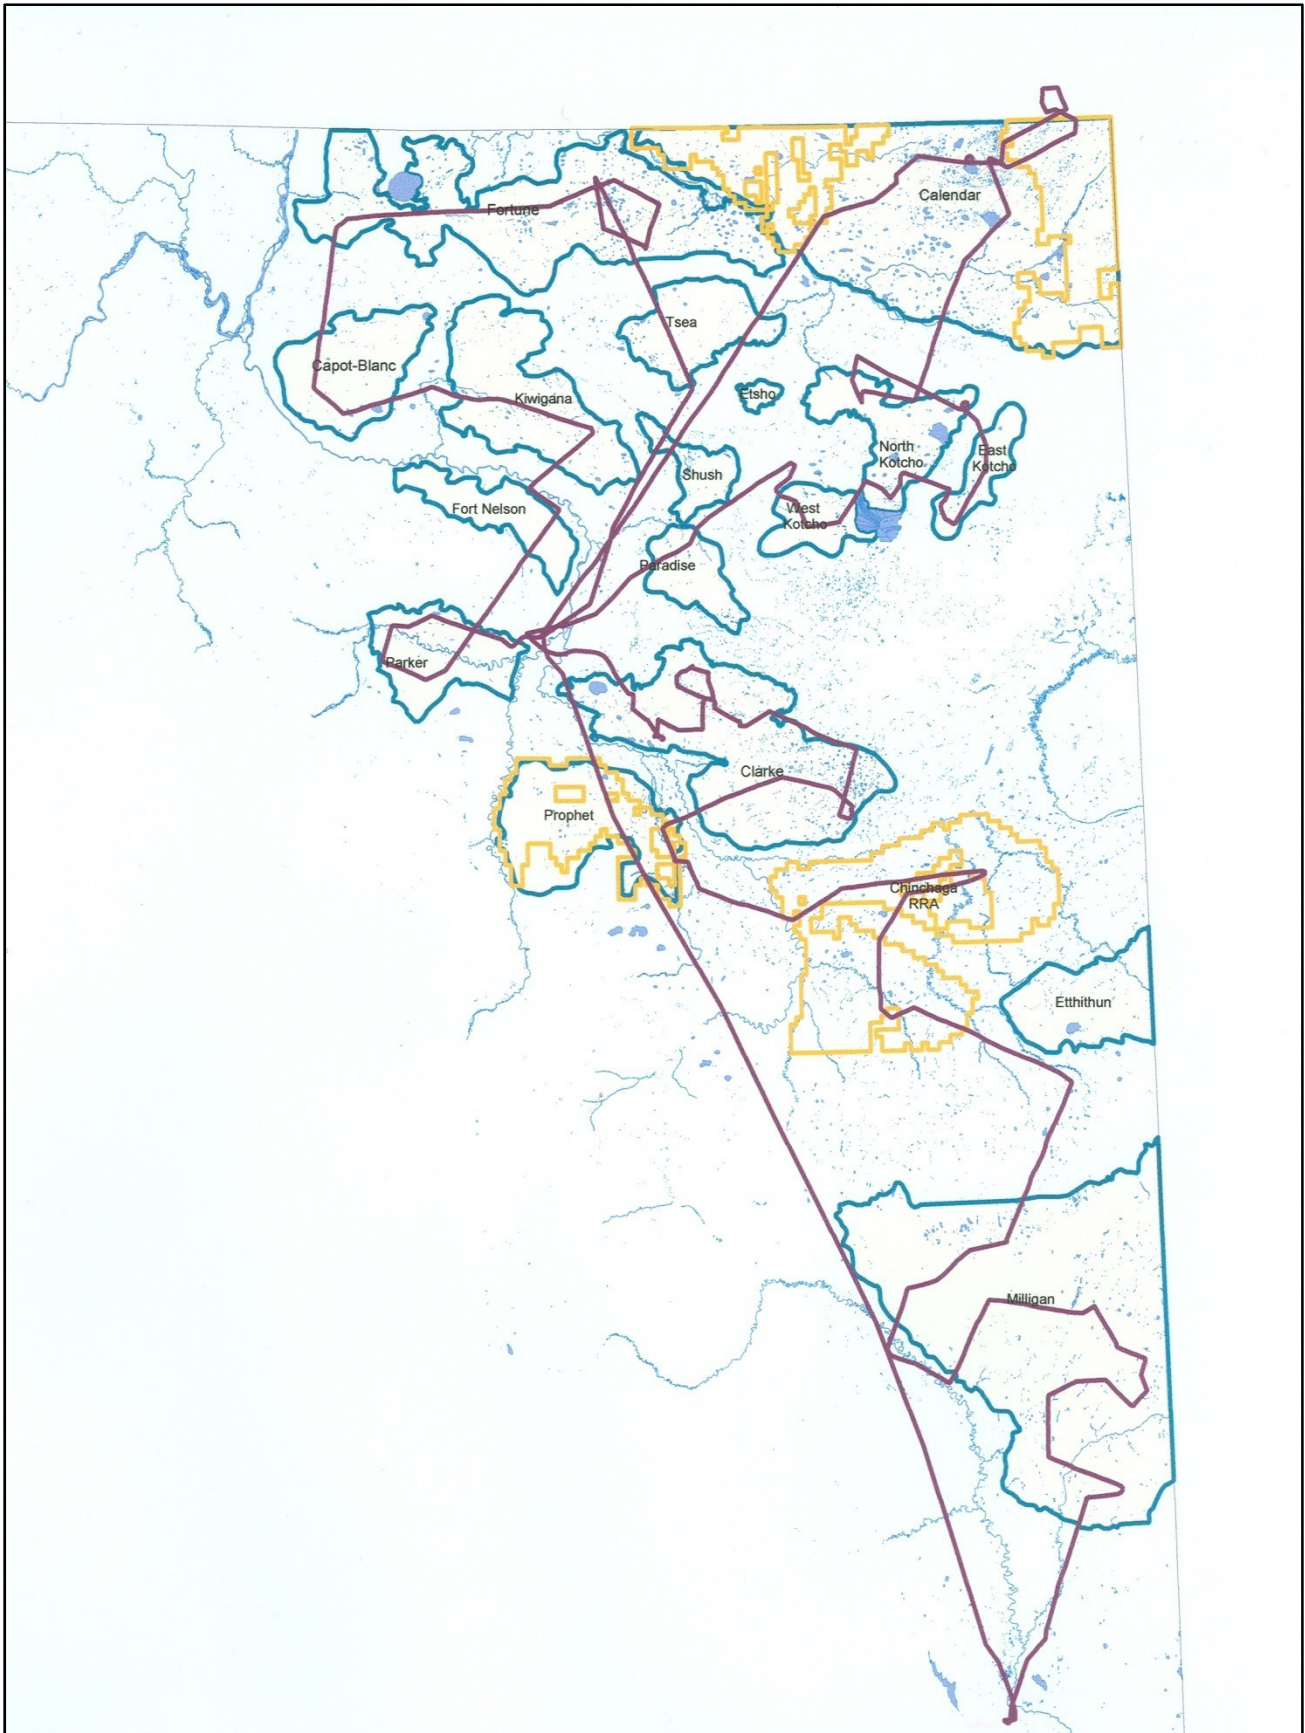 Calendar
Fortune
Tsea
Capot-Blanc
Etsho
Kiwigana
North
Kotcho
East
Kotcho
Shush
Fort Nelson
West
Kotcho
Paradise
Parker
Clarke
Prophet
Chinchaga
RRA
Etthithun
Milligan